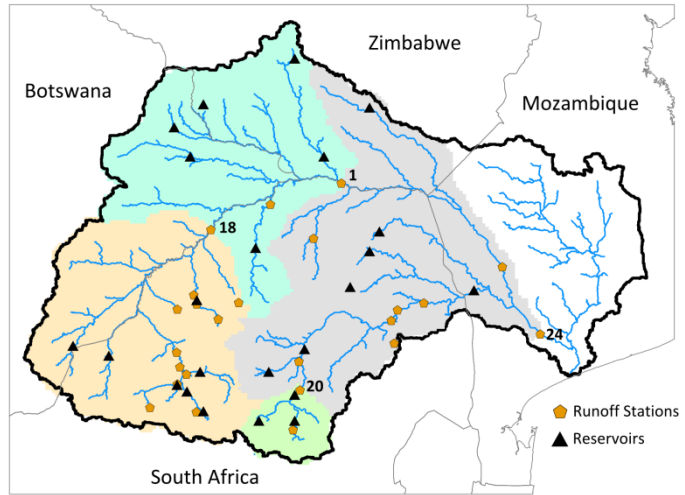 Zimbabwe
Botswana
Mozambique
1
18
24
20
Runoff Stations
Reservoirs
South Africa